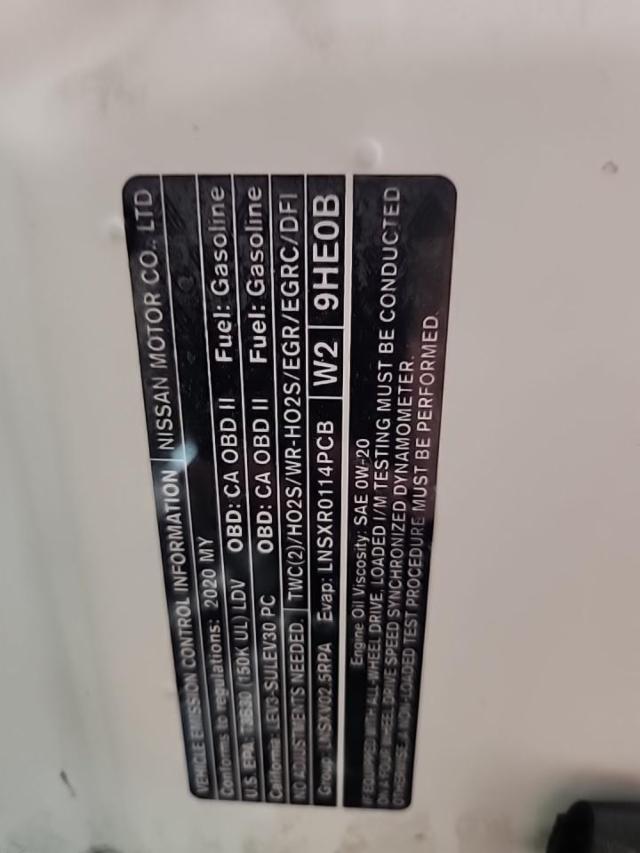 VEHICLE EMISSION CONTROL INFORMATION NISSAN MOTOR CO., LTD
Conforms to regulations: 2020 MY
U.S. EPA: T3B30 (150K UL) LDV OBD: CA OBD II Fuel: Gasoline
California: LEV3-SULEV30 PC OBD: CA OBD II Fuel: Gasoline
NO ADJUSTMENTS NEEDED. TWC(2)/HO2S/WR-HO2S/EGR/EGRC/DFI
Group: LNSXV02.5RPA Evap: LNSXR0114PCB W2 9HE0B
Engine Oil Viscosity: SAE 0W-20
IF EQUIPPED WITH ALL WHEEL DRIVE, LOADED I/M TESTING MUST BE CONDUCTED
ON A FOUR WHEEL DRIVE SPEED SYNCHRONIZED DYNAMOMETER.
OTHERWISE A NON-LOADED TEST PROCEDURE MUST BE PERFORMED.